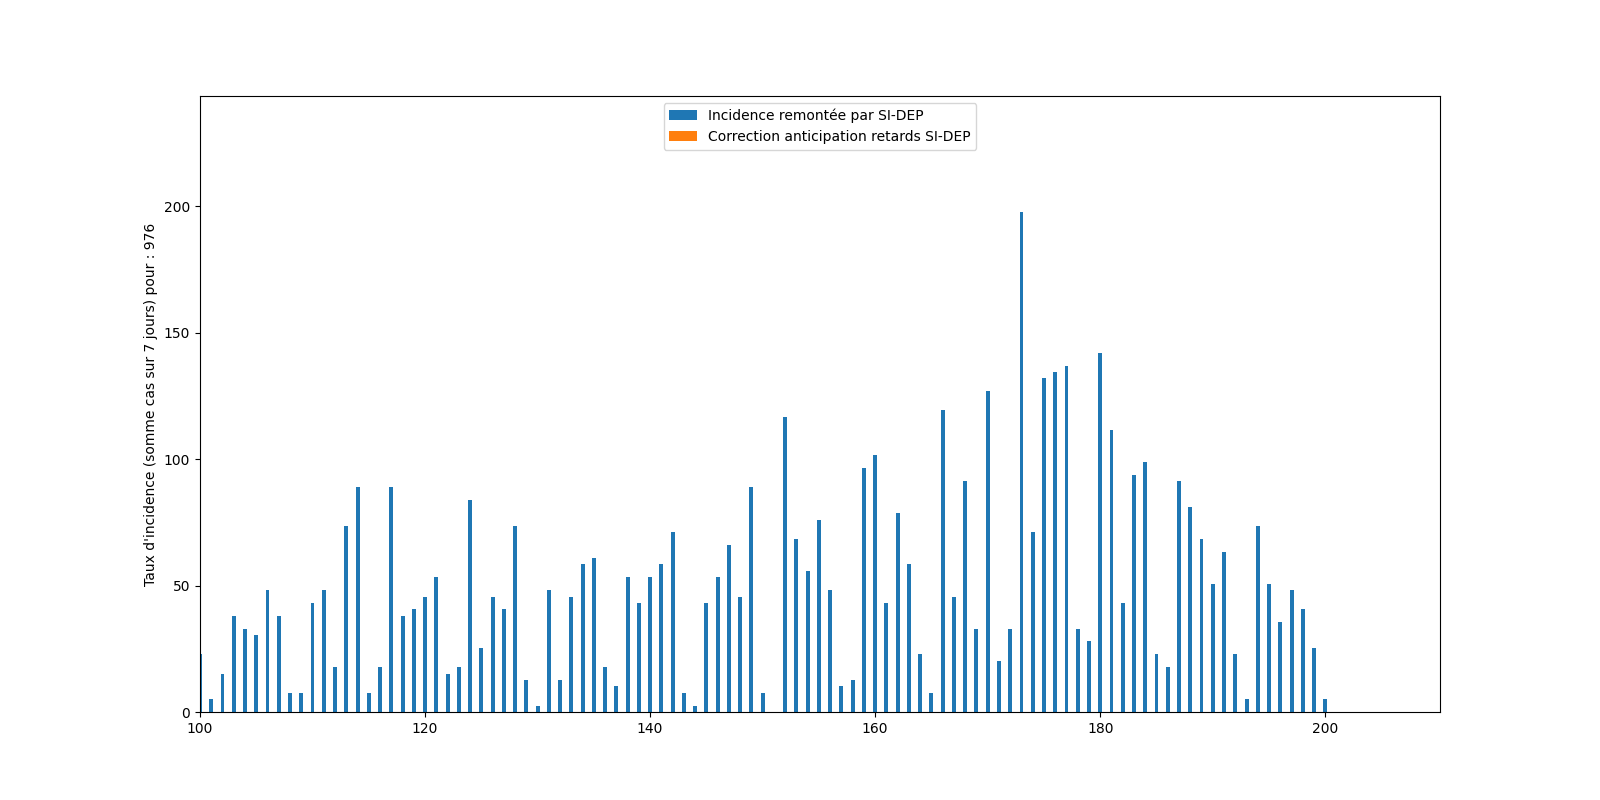 Incidence remontée par SI-DEP
Correction anticipation retards SI-DEP
Taux d'incidence (somme cas sur 7 jours) pour : 976
200
150
100
50
0
100 120 140 160 180 200